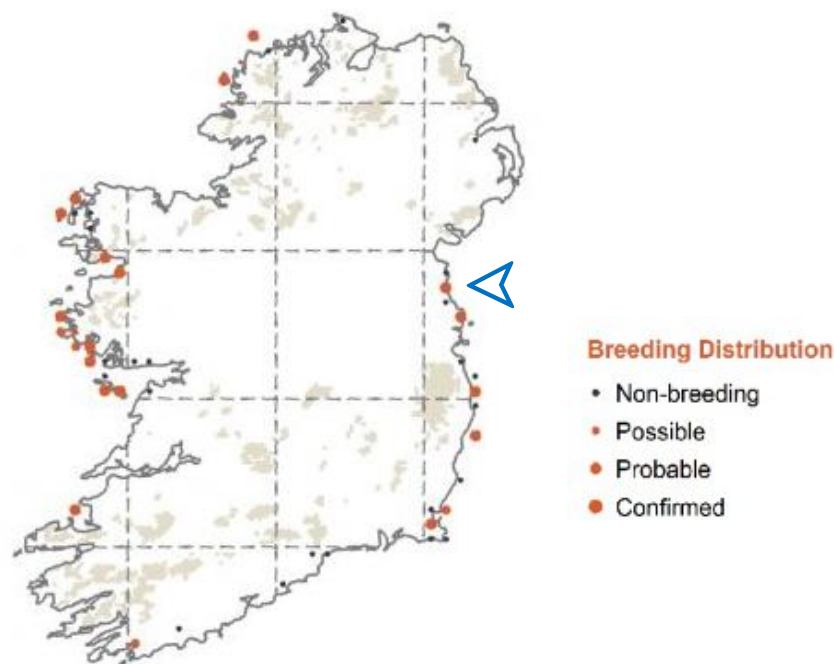 Breeding Distribution
Non-breeding
Possible
Probable
Confirmed